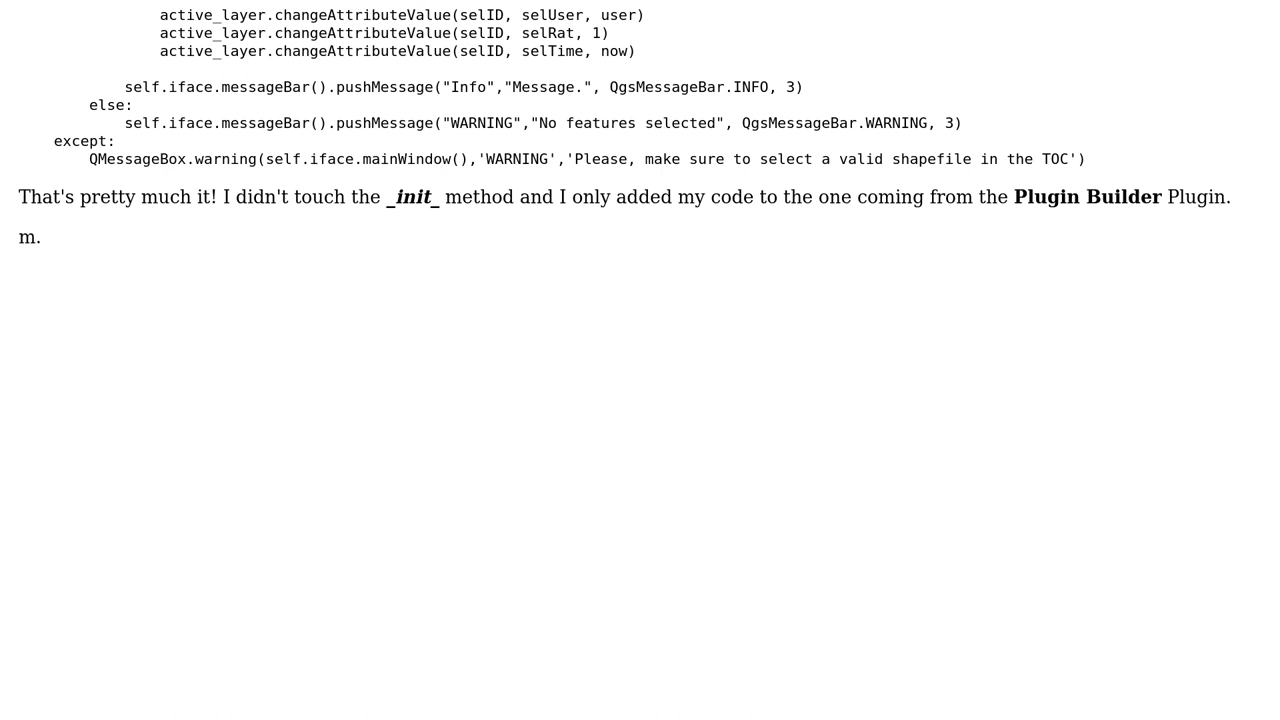 active_layer.changeAttributeValue(selID, selUser, user)
active_layer.changeAttributeValue(selID, selRat, 1)
active_layer.changeAttributeValue(selID, selTime, now)
self.iface.messageBar().pushMessage("Info","Message.", QgsMessageBar.INFO, 3)
else:
self.iface.messageBar().pushMessage("WARNING","No features selected", QgsMessageBar.WARNING, 3)
except:
QMessageBox.warning(self.iface.mainWindow(),'WARNING','Please, make sure to select a valid shapefile in the TOC')
That's pretty much it! I didn't touch the _init_ method and I only added my code to the one coming from the Plugin Builder Plugin.
m.